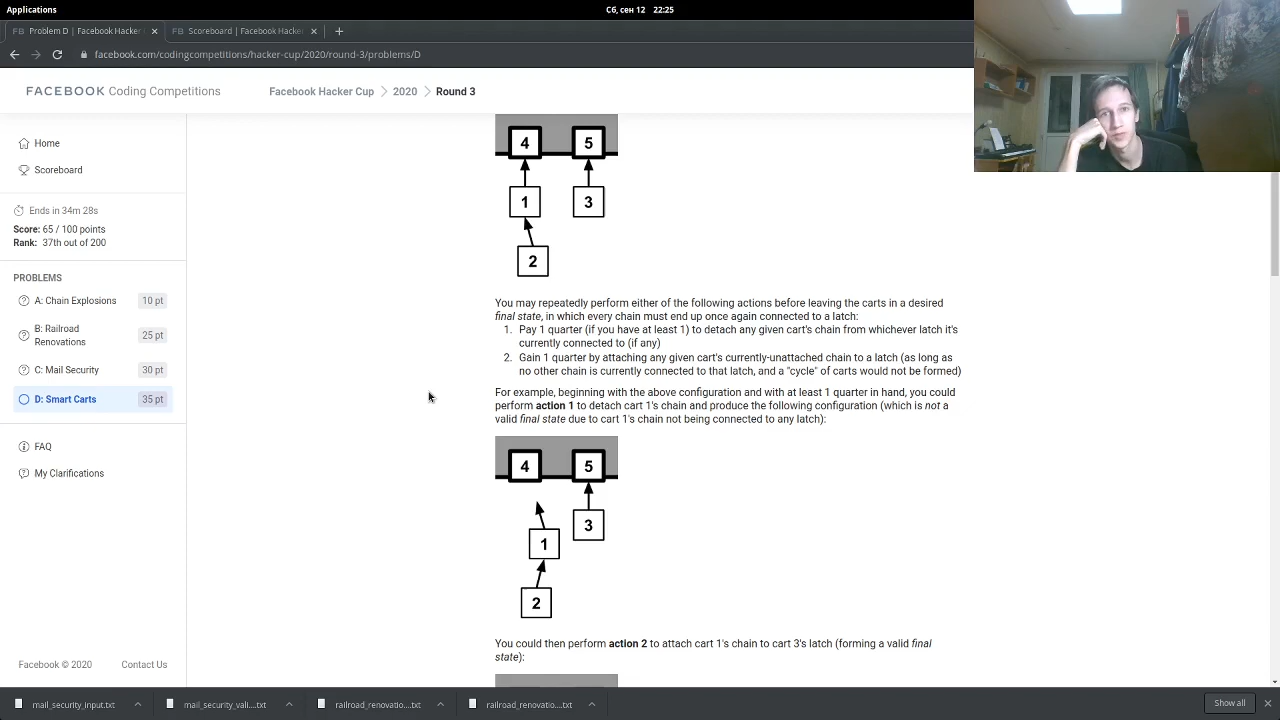 Applications
Сб, сен 12 22:25
Problem D | Facebook Hacker
Scoreboard | Facebook Hack
facebook.com/codingcompetitions/hacker-cup/2020/round-3/problems/D
FACEBOOK Coding Competitions
Facebook Hacker Cup
2020
Round 3
Home
Scoreboard
Ends in 34m 28s
Score: 65 / 100 points
Rank: 37th out of 200
PROBLEMS
A: Chain Explosions 10 pt
B: Railroad
Renovations
25 pt
C: Mail Security 30 pt
D: Smart Carts 35 pt
FAQ
My Clarifications
Facebook © 2020 Contact Us
4 5
1 3
2
You may repeatedly perform either of the following actions before leaving the carts in a desired
final state, in which every chain must end up once again connected to a latch:
1. Pay 1 quarter (if you have at least 1) to detach any given cart's chain from whichever latch it's
currently connected to (if any)
2. Gain 1 quarter by attaching any given cart's currently-unattached chain to a latch (as long as
no other chain is currently connected to that latch, and a "cycle" of carts would not be formed)
For example, beginning with the above configuration and with at least 1 quarter in hand, you could
perform action 1 to detach cart 1's chain and produce the following configuration (which is not a
valid final state due to cart 1's chain not being connected to any latch):
4 5
3
1
2
You could then perform action 2 to attach cart 1's chain to cart 3's latch (forming a valid final
state):
mail_security_input.txt
mail_security_vali....txt
railroad_renovatio....txt
railroad_renovatio....txt
Show all